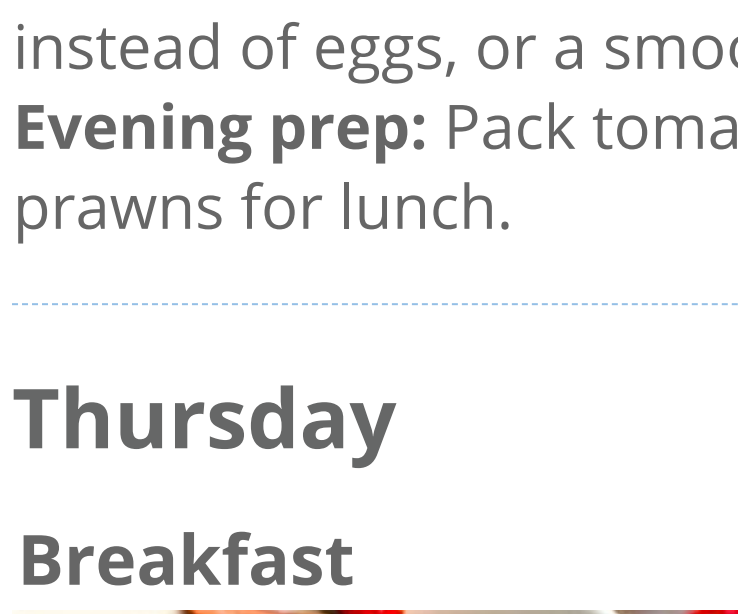 instead of eggs, or a
Evening prep: Pack
prawns for lunch.
Thursday
Breakfast